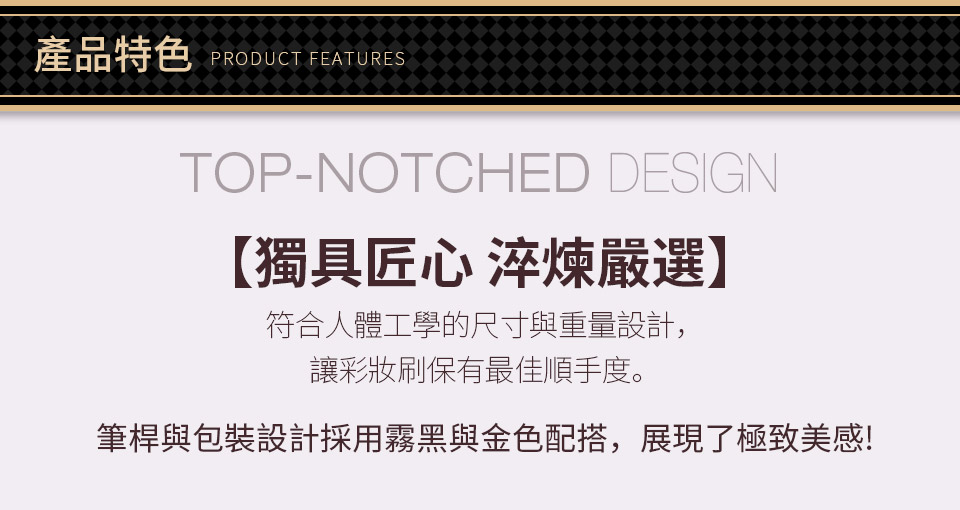 產品特色 PRODUCT FEATURES
TOP-NOTCHED DESIGN
【獨具匠心 淬煉嚴選】
符合人體工學的尺寸與重量設計，
讓彩妝刷保有最佳順手度。
筆桿與包裝設計採用霧黑與金色配搭，展現了極致美感!